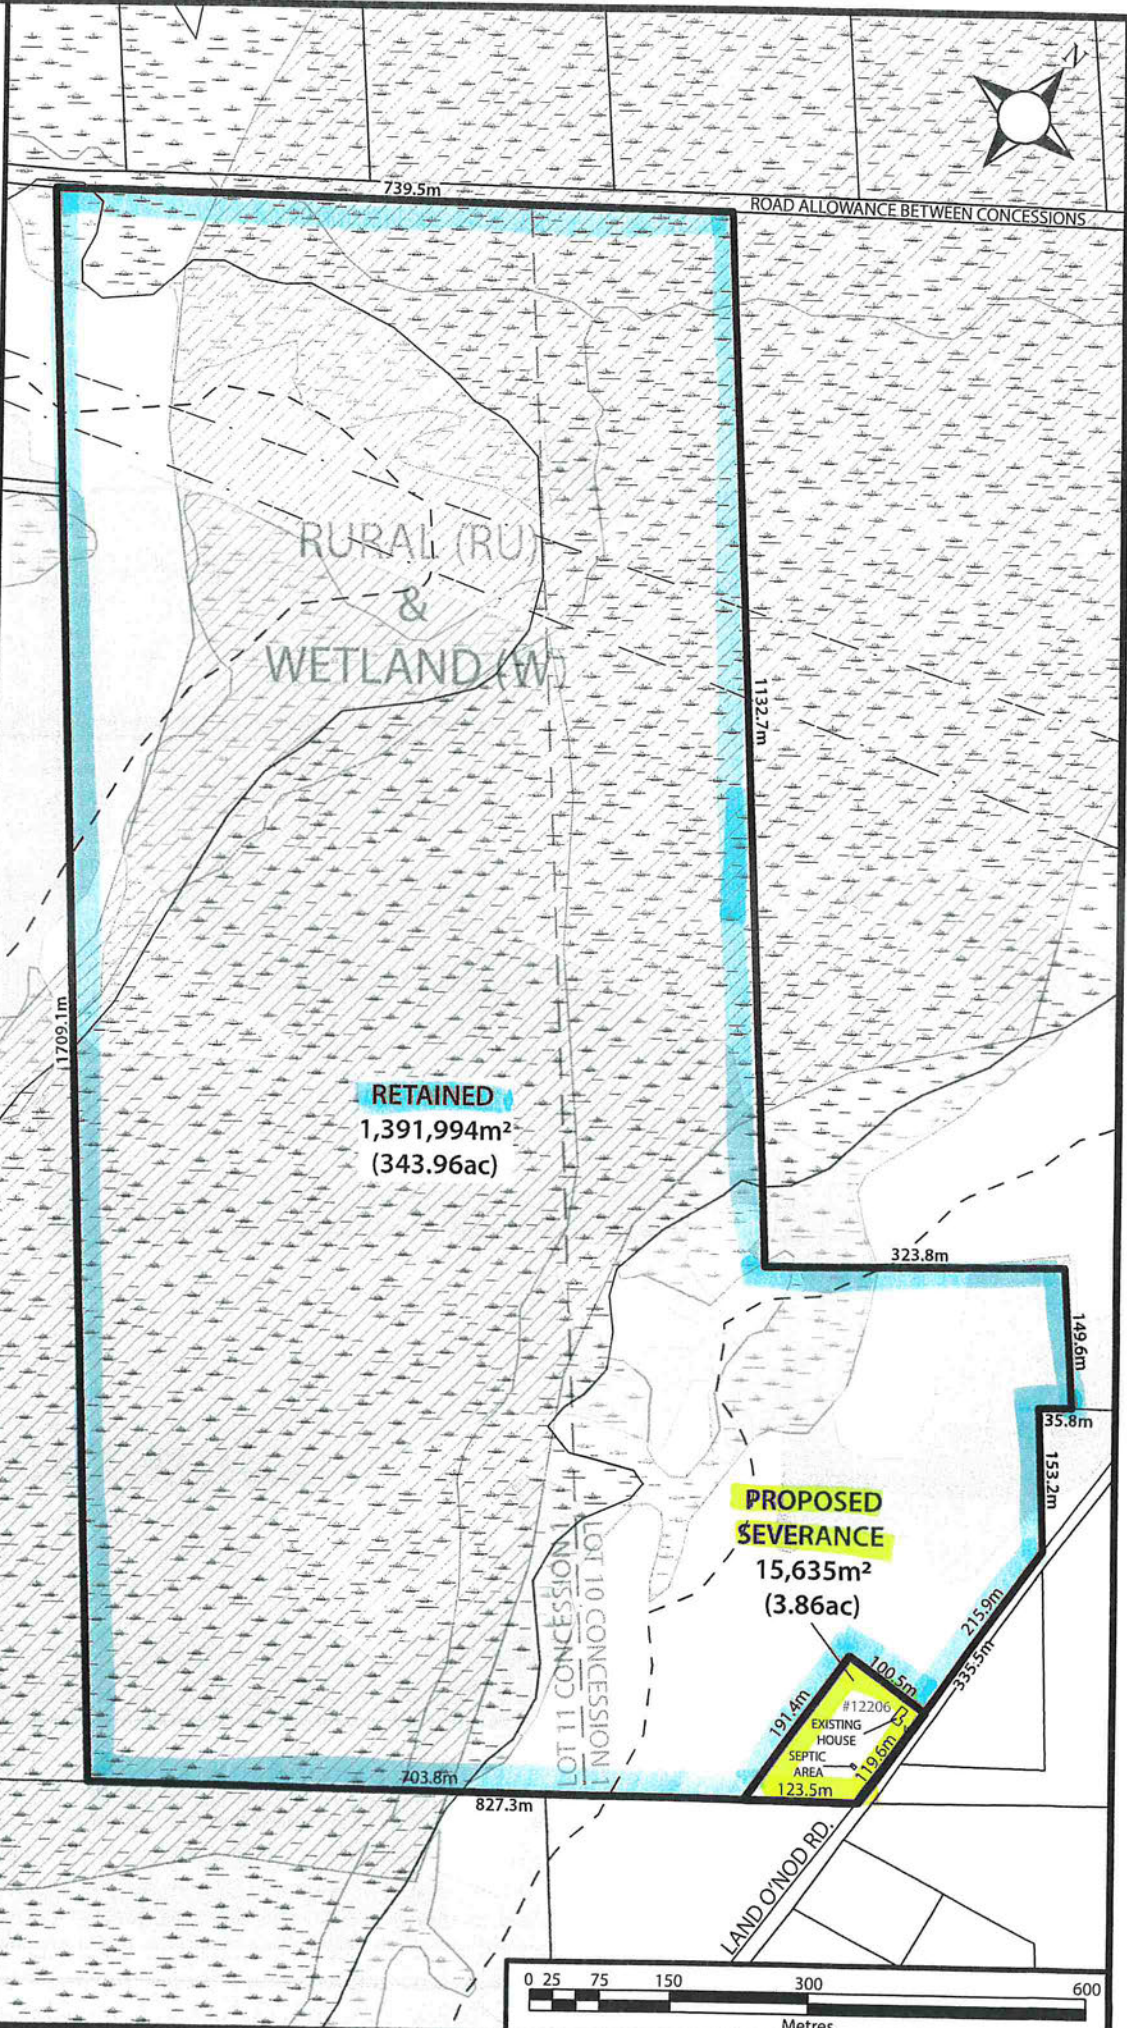 N
739.5m
ROAD ALLOWANCE BETWEEN CONCESSIONS
RURAL (RU)
&
WETLAND (W)
1132.7m
1709.1m
RETAINED
1,391,994m²
(343.96ac)
323.8m
149.6m
35.8m
153.2m
PROPOSED
SEVERANCE
15,635m²
(3.86ac)
LOT 11 CONCESSION 1
LOT 10 CONCESSION 1
215.9m
335.5m
100.5m
191.4m
#12206
EXISTING
HOUSE
SEPTIC
AREA
119.6m
123.5m
703.8m
827.3m
LAND O'NOD RD.
0 25 75 150 300 600
Metres